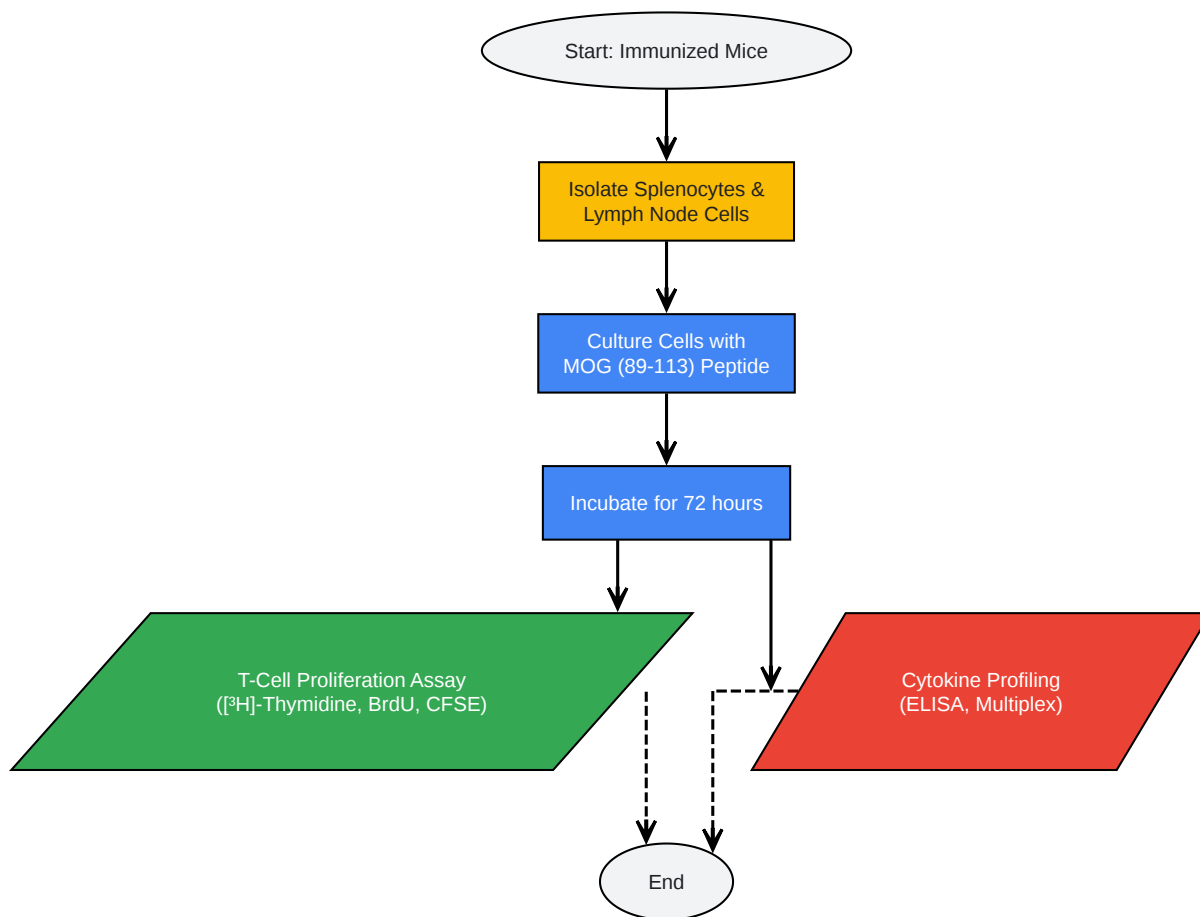 Start: Immunized Mice
Isolate Splenocytes &
Lymph Node Cells
Culture Cells with
MOG (89-113) Peptide
Incubate for 72 hours
T-Cell Proliferation Assay
([³H]-Thymidine, BrdU, CFSE)
Cytokine Profiling
(ELISA, Multiplex)
End